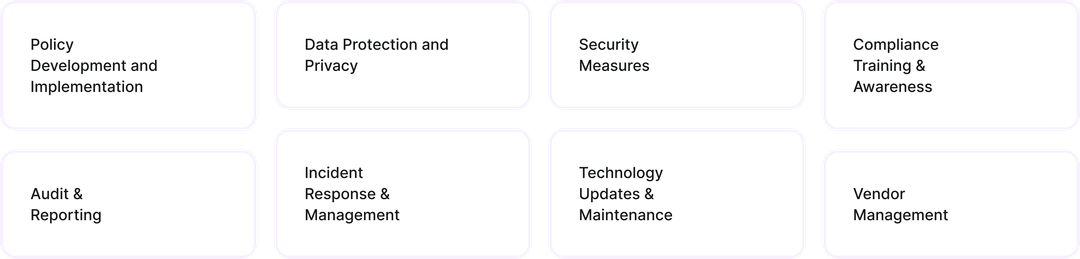 Policy
Development and
Implementation
Data Protection and
Privacy
Security
Measures
Compliance
Training &
Awareness
Audit &
Reporting
Incident
Response &
Management
Technology
Updates &
Maintenance
Vendor
Management